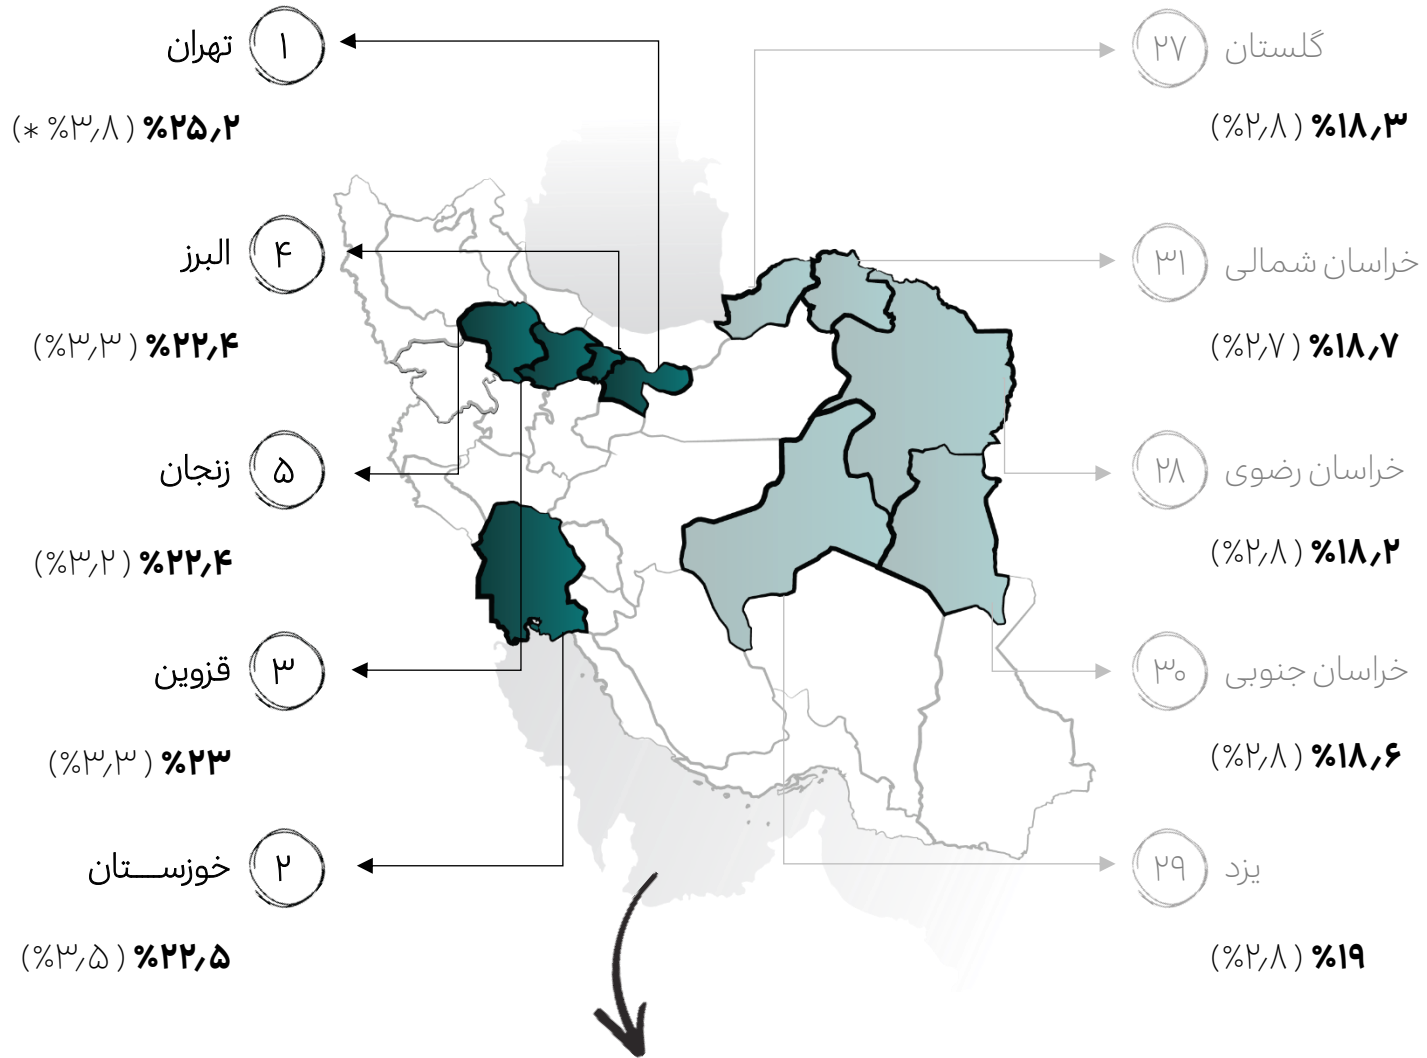 ۱ تهران
%۲۵٫۲ (%۳٫۸ *)
۴ البرز
%۲۲٫۴ (%۳٫۳)
۵ زنجان
%۲۲٫۴ (%۳٫۲)
۳ قزوین
%۲۳ (%۳٫۳)
۲ خوزستان
%۲۲٫۵ (%۳٫۵)
گلستان ۲۷
%۱۸٫۳ (%۲٫۸)
خراسان شمالی ۳۱
%۱۸٫۷ (%۲٫۷)
خراسان رضوی ۲۸
%۱۸٫۲ (%۲٫۸)
خراسان جنوبی ۳۰
%۱۸٫۶ (%۲٫۸)
یزد ۲۹
%۱۹ (%۲٫۸)